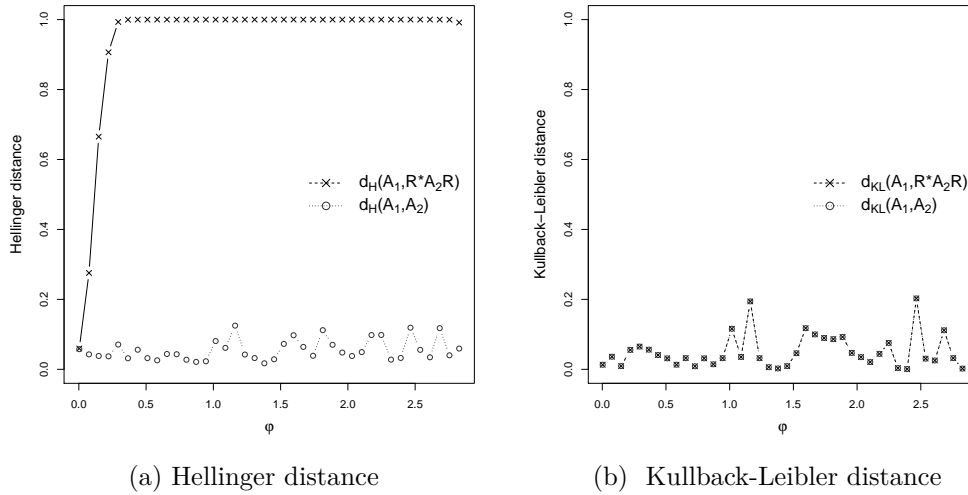 1.0
0.8
0.6
0.4
0.2
0.0
Hellinger distance
d_H(A_1,R*A_2R)
d_H(A_1,A_2)
0.0 0.5 1.0 1.5 2.0 2.5
φ
(a) Hellinger distance
1.0
0.8
0.6
0.4
0.2
0.0
Kullback−Leibler distance
d_KL(A_1,R*A_2R)
d_KL(A_1,A_2)
0.0 0.5 1.0 1.5 2.0 2.5
φ
(b) Kullback-Leibler distance